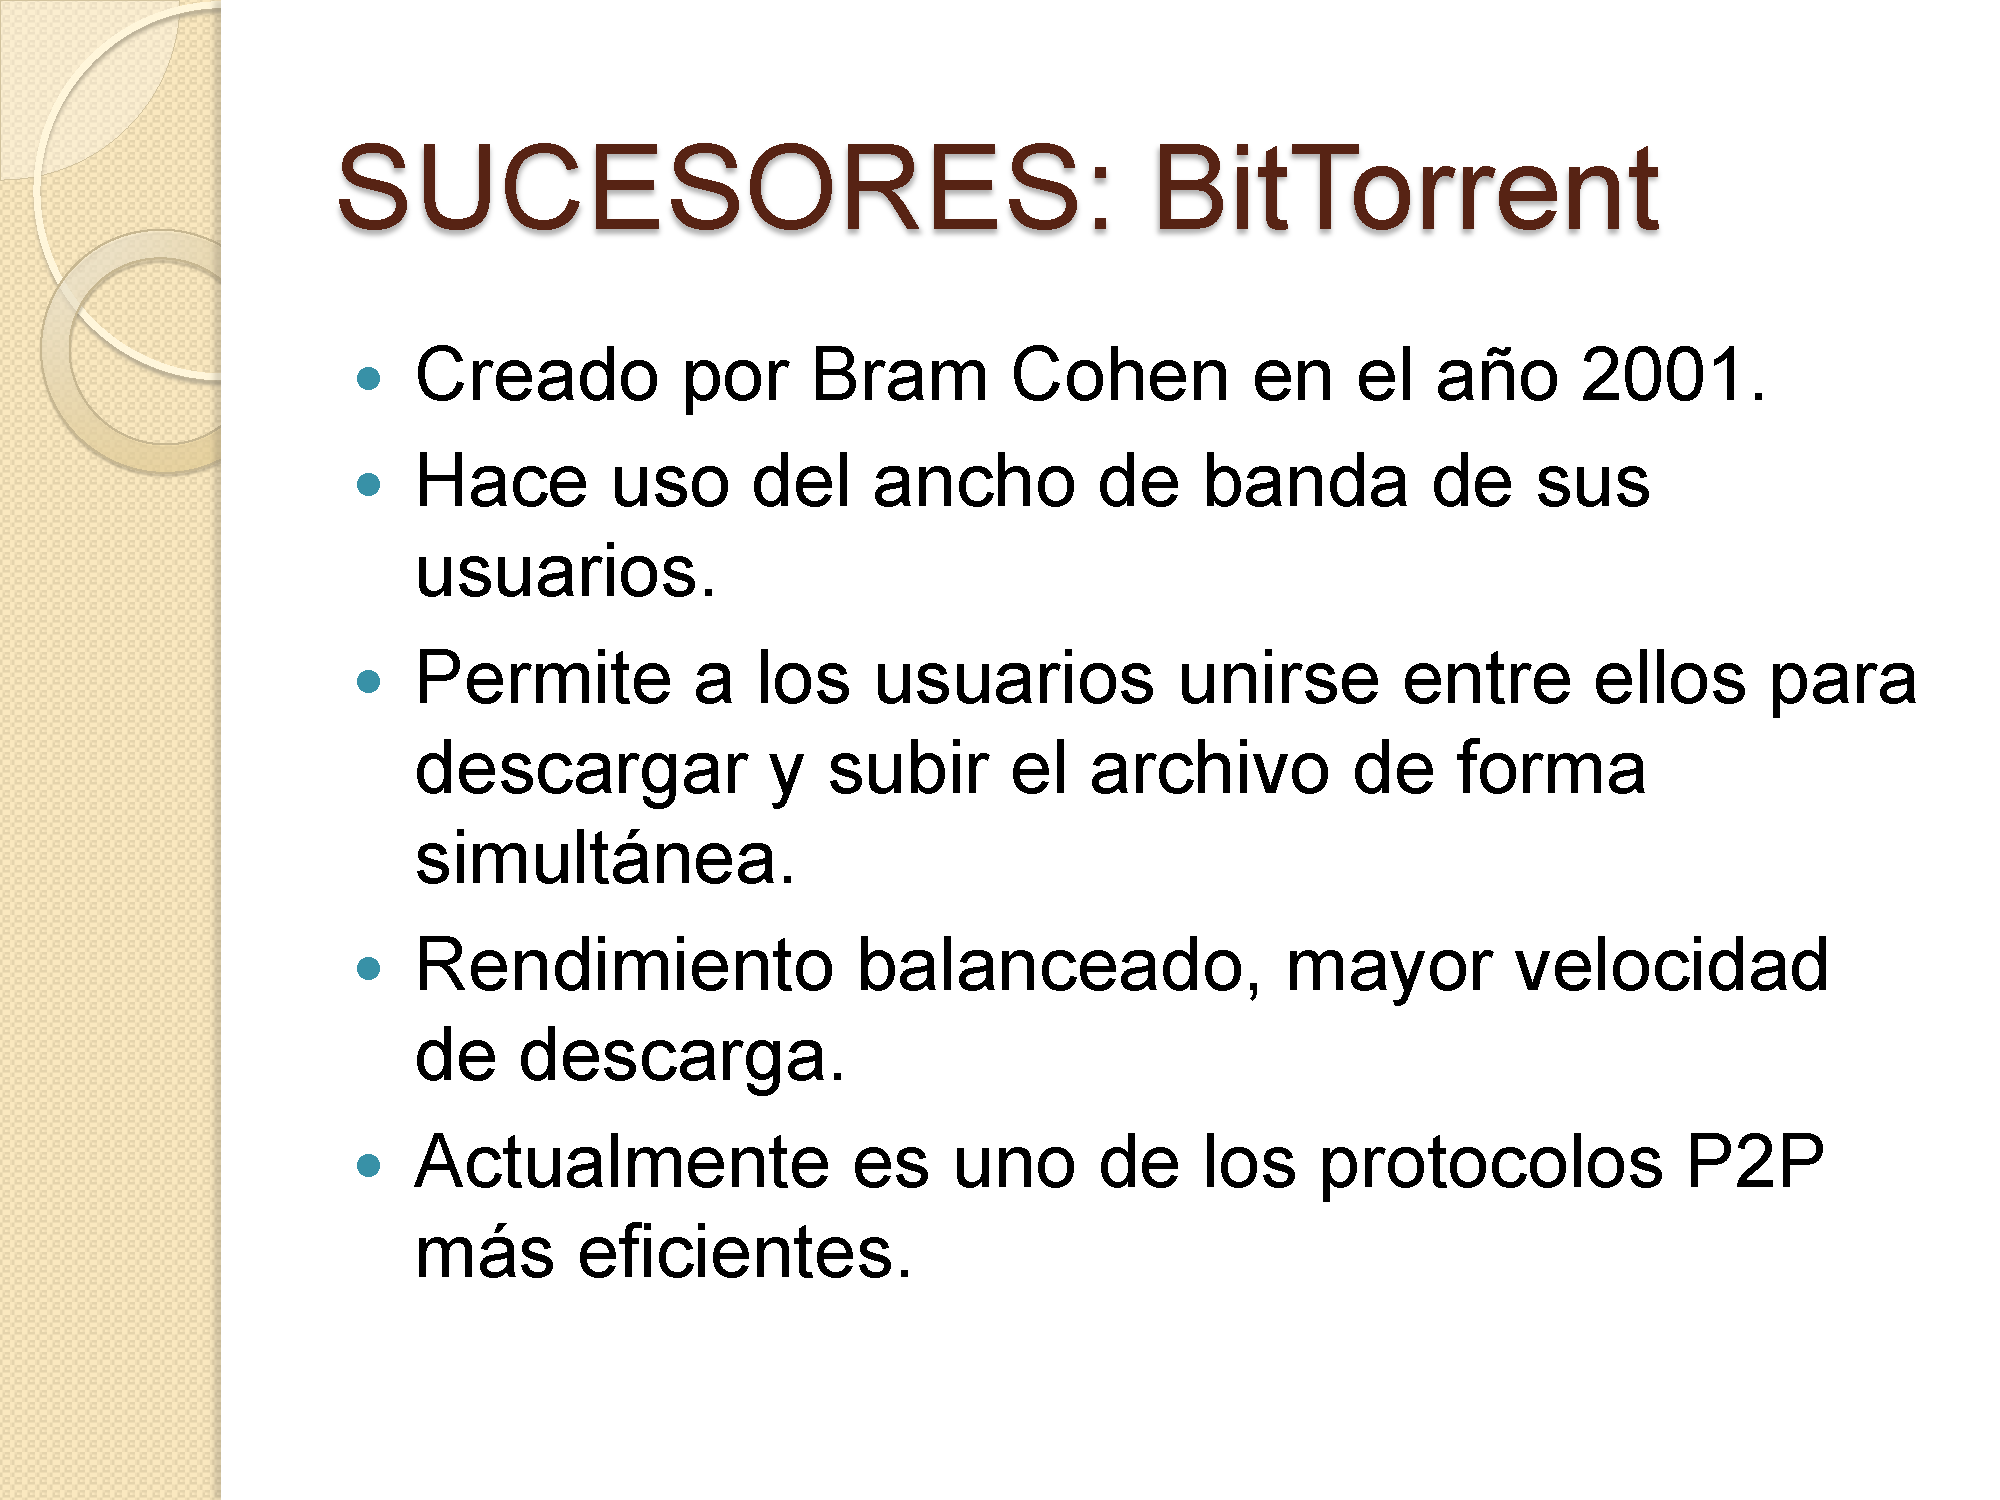 SUCESORES: BitTorrent
• Creado por Bram Cohen en el año 2001.
• Hace uso del ancho de banda de sus
usuarios.
• Permite a los usuarios unirse entre ellos para
descargar y subir el archivo de forma
simultánea.
• Rendimiento balanceado, mayor velocidad
de descarga.
• Actualmente es uno de los protocolos P2P
más eficientes.